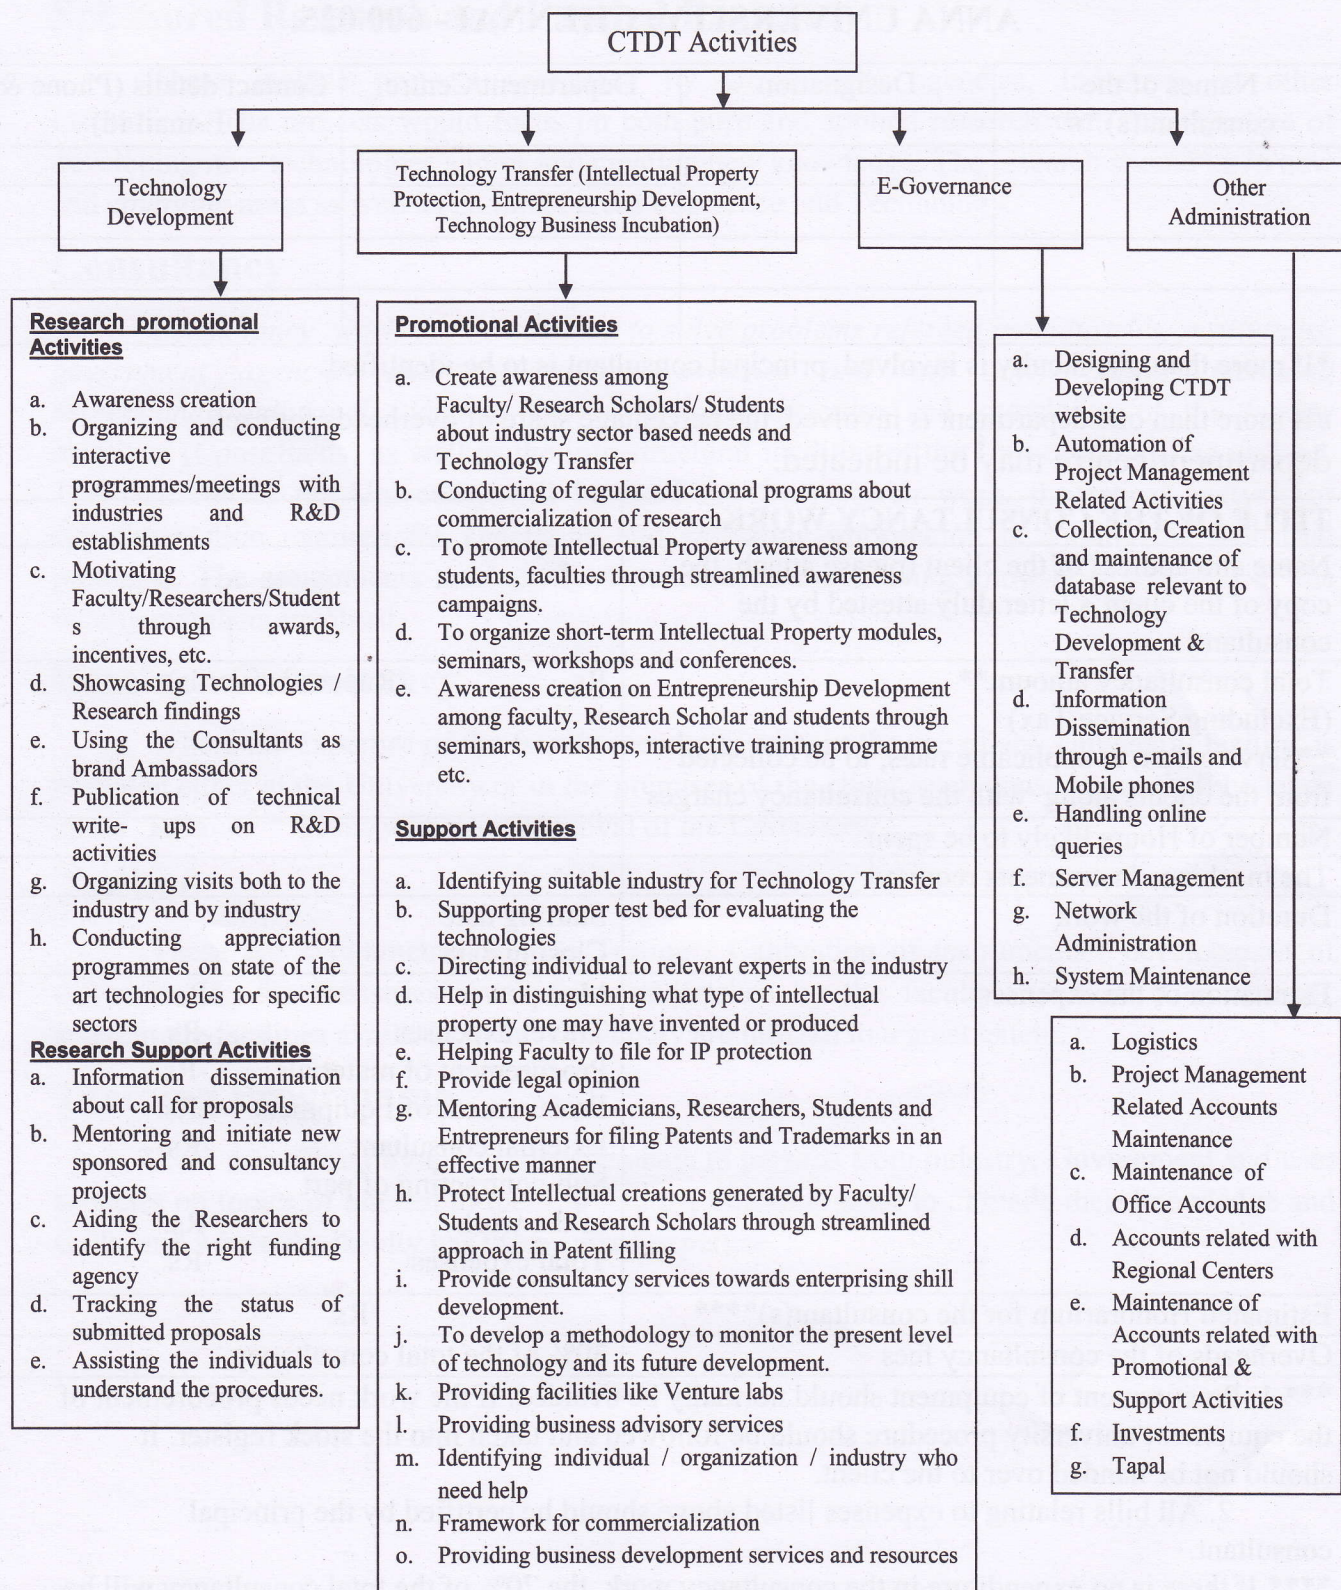 CTDT Activities
Technology
Development
Technology Transfer (Intellectual Property
Protection, Entrepreneurship Development,
Technology Business Incubation)
E-Governance
Other
Administration
Research promotional
Activities
a. Awareness creation
b. Organizing and conducting
interactive
programmes/meetings with
industries and R&D
establishments
c. Motivating
Faculty/Researchers/Student
s through awards,
incentives, etc.
d. Showcasing Technologies /
Research findings
e. Using the Consultants as
brand Ambassadors
f. Publication of technical
write- ups on R&D
activities
g. Organizing visits both to the
industry and by industry
h. Conducting appreciation
programmes on state of the
art technologies for specific
sectors
Research Support Activities
a. Information dissemination
about call for proposals
b. Mentoring and initiate new
sponsored and consultancy
projects
c. Aiding the Researchers to
identify the right funding
agency
d. Tracking the status of
submitted proposals
e. Assisting the individuals to
understand the procedures.
Promotional Activities
a. Create awareness among
Faculty/ Research Scholars/ Students
about industry sector based needs and
Technology Transfer
b. Conducting of regular educational programs about
commercialization of research
c. To promote Intellectual Property awareness among
students, faculties through streamlined awareness
campaigns.
d. To organize short-term Intellectual Property modules,
seminars, workshops and conferences.
e. Awareness creation on Entrepreneurship Development
among faculty, Research Scholar and students through
seminars, workshops, interactive training programme
etc.
Support Activities
a. Identifying suitable industry for Technology Transfer
b. Supporting proper test bed for evaluating the
technologies
c. Directing individual to relevant experts in the industry
d. Help in distinguishing what type of intellectual
property one may have invented or produced
e. Helping Faculty to file for IP protection
f. Provide legal opinion
g. Mentoring Academicians, Researchers, Students and
Entrepreneurs for filing Patents and Trademarks in an
effective manner
h. Protect Intellectual creations generated by Faculty/
Students and Research Scholars through streamlined
approach in Patent filling
i. Provide consultancy services towards enterprising shill
development.
j. To develop a methodology to monitor the present level
of technology and its future development.
k. Providing facilities like Venture labs
l. Providing business advisory services
m. Identifying individual / organization / industry who
need help
n. Framework for commercialization
o. Providing business development services and resources
a. Designing and
Developing CTDT
website
b. Automation of
Project Management
Related Activities
c. Collection, Creation
and maintenance of
database relevant to
Technology
Development &
Transfer
d. Information
Dissemination
through e-mails and
Mobile phones
e. Handling online
queries
f. Server Management
g. Network
Administration
h. System Maintenance
a. Logistics
b. Project Management
Related Accounts
Maintenance
c. Maintenance of
Office Accounts
d. Accounts related with
Regional Centers
e. Maintenance of
Accounts related with
Promotional &
Support Activities
f. Investments
g. Tapal